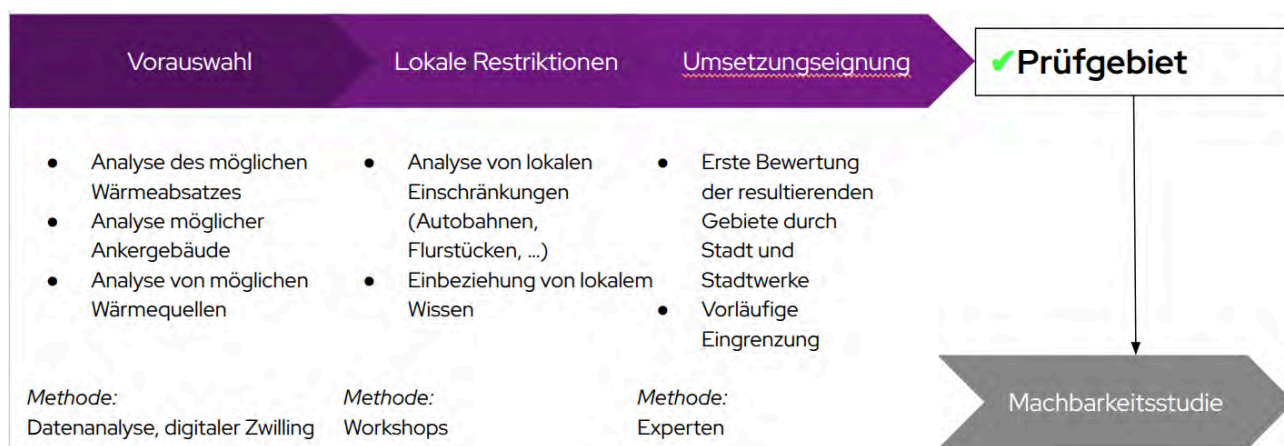 Vorauswahl
Lokale Restriktionen
Umsetzungseignung
✔Prüfgebiet
● Analyse des möglichen
Wärmeabsatzes
● Analyse möglicher
Ankergebäude
● Analyse von möglichen
Wärmequellen
Methode:
Datenanalyse, digitaler Zwilling
● Analyse von lokalen
Einschränkungen
(Autobahnen,
Flurstücken, ...)
● Einbeziehung von lokalem
Wissen
Methode:
Workshops
● Erste Bewertung
der resultierenden
Gebiete durch
Stadt und
Stadtwerke
● Vorläufige
Eingrenzung
Methode:
Experten
Machbarkeitsstudie